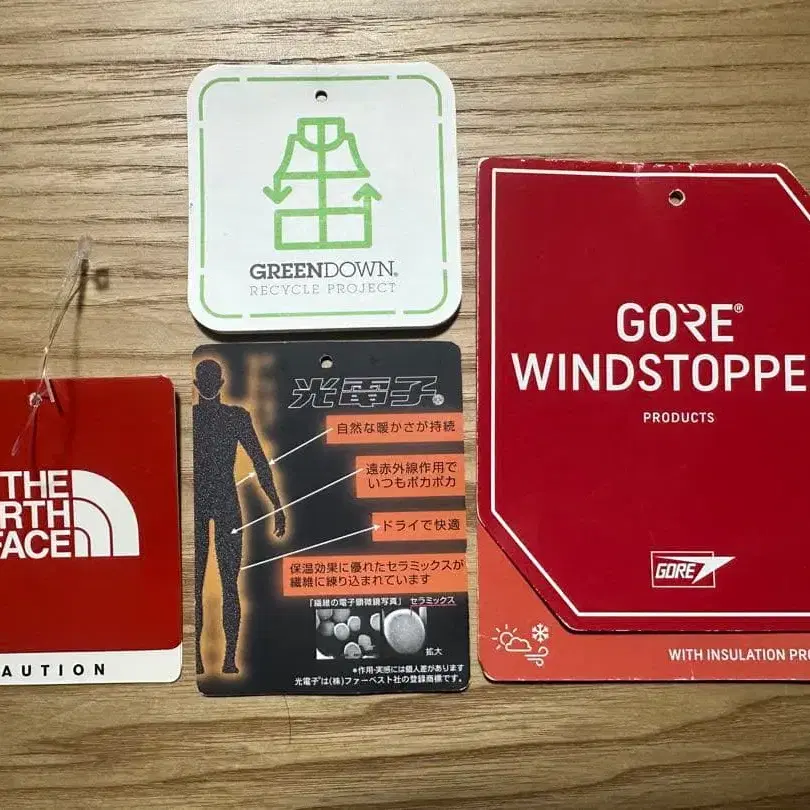 GREENDOWN®
RECYCLE PROJECT
THE
RTH
FACE
AUTION
光電子®
自然な暖かさが持続
遠赤外線作用で
いつもポカポカ
ドライで快適
保温効果に優れたセラミックスが
繊維に練り込まれています
「繊維の電子顕微鏡写真」 セラミックス
拡大
*作用・実感には個人差があります
光電子®は(株)ファーベスト社の登録商標です。
GORE®
WINDSTOPPE
PRODUCTS
GORE
WITH INSULATION PRO